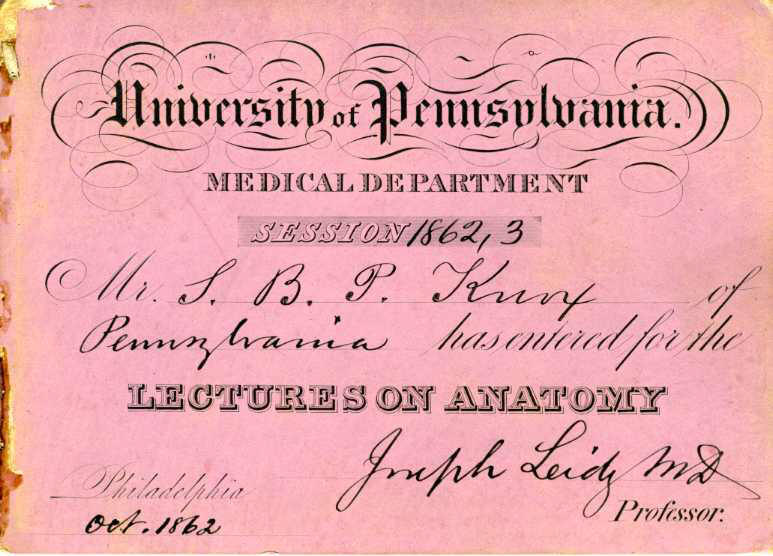 University of Pennsylvania.
MEDICAL DEPARTMENT
SESSION 1862,3
Mr. S. B. P. Knox of
Pennsylvania has entered for the
LECTURES ON ANATOMY
Joseph Leidy MD
Professor.
Philadelphia
Oct. 1862